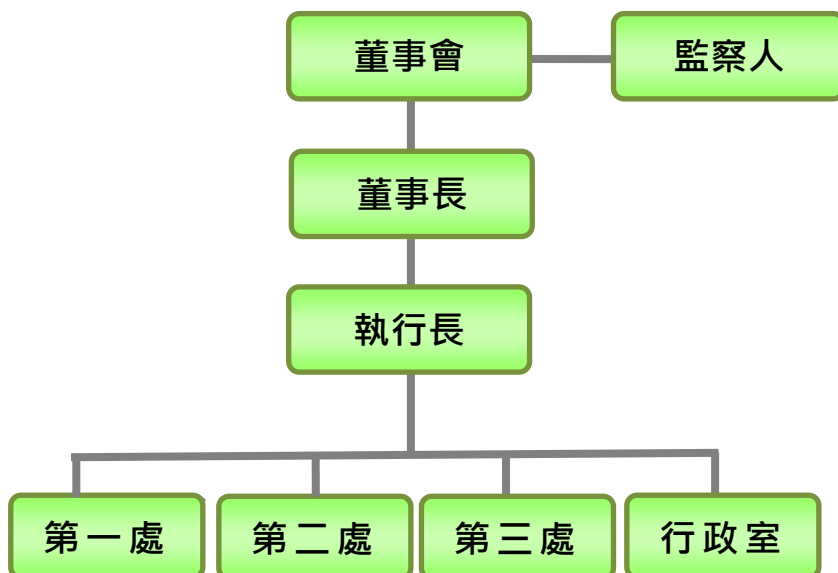 董事會
監察人
董事長
執行長
第一處
第二處
第三處
行政室